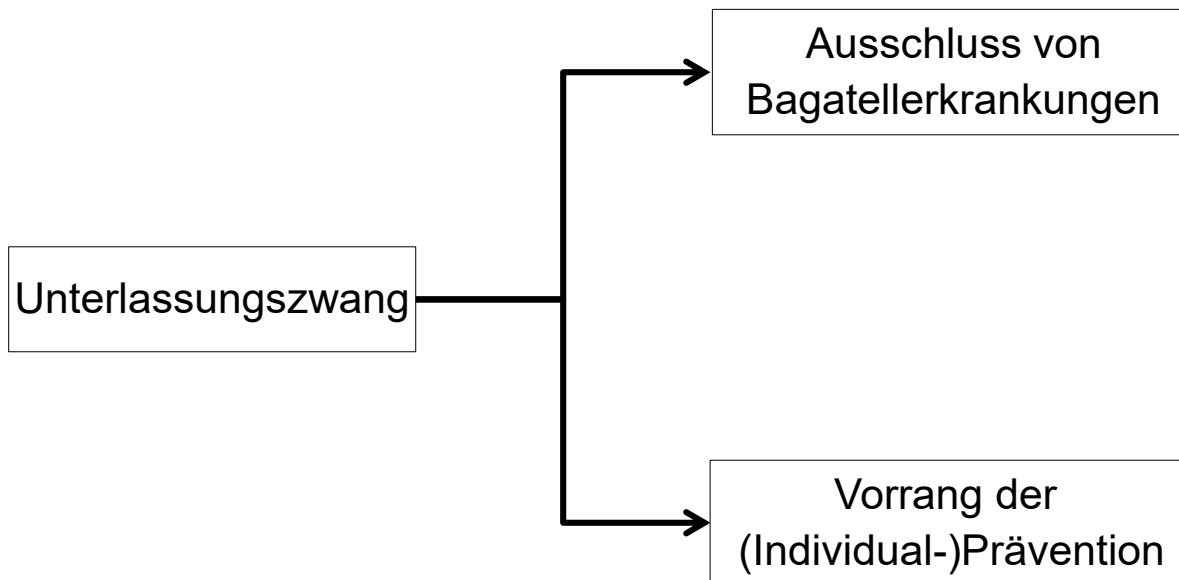 Ausschluss von
Bagatellerkrankungen
Unterlassungszwang
Vorrang der
(Individual-)Prävention